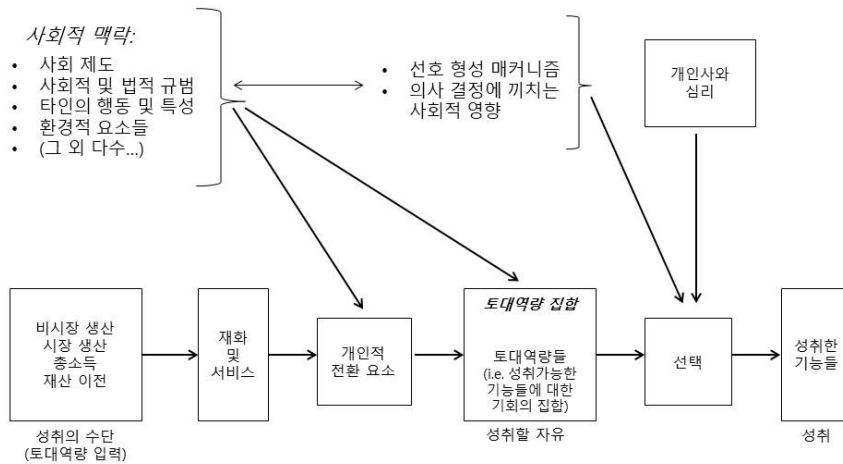 사회적 맥락:
• 사회 제도
• 사회적 및 법적 규범
• 타인의 행동 및 특성
• 환경적 요소들
• (그 외 다수...)
• 선호 형성 매커니즘
• 의사 결정에 끼치는
사회적 영향
개인사와
심리
비시장 생산
시장 생산
총소득
재산 이전
성취의 수단
(토대역량 입력)
재화
및
서비스
개인적
전환 요소
토대역량 집합
토대역량들
(i.e. 성취가능한
기능들에 대한
기회의 집합)
성취할 자유
선택
성취한
기능들
성취